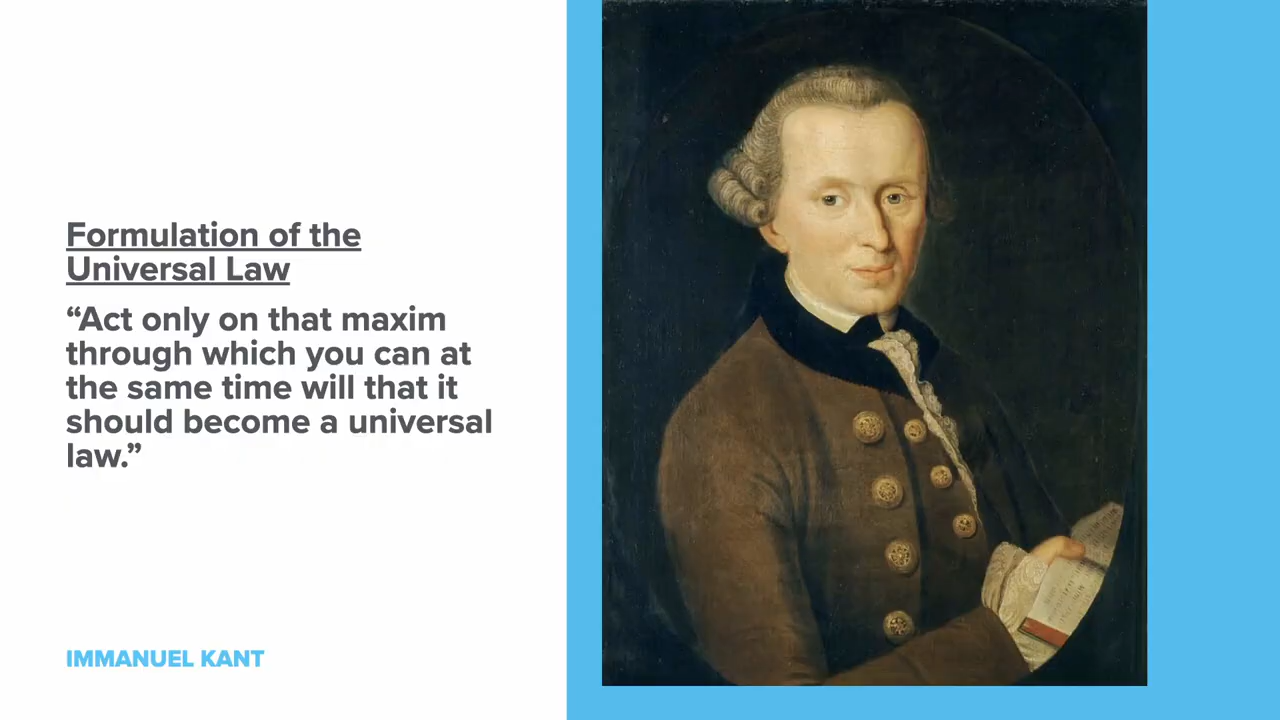 Formulation of the
Universal Law
“Act only on that maxim
through which you can at
the same time will that it
should become a universal
law.”
IMMANUEL KANT